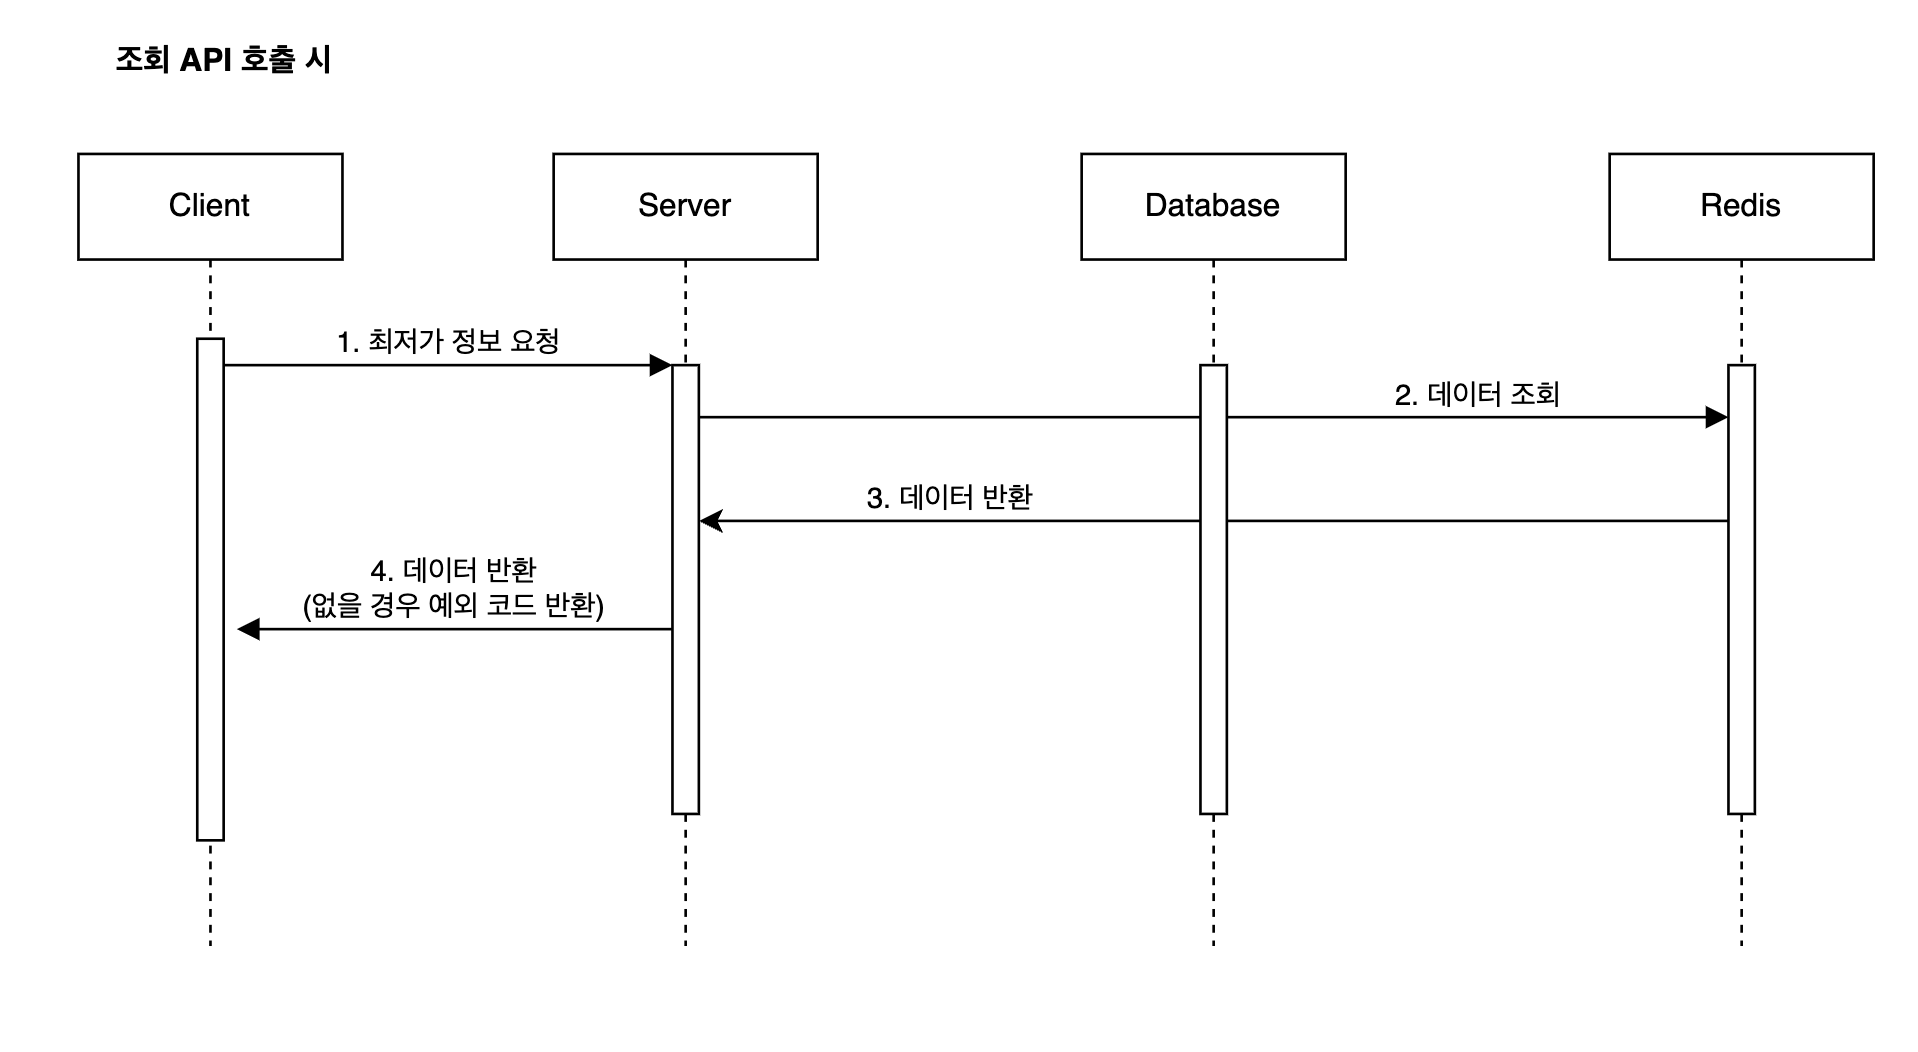 조회 API 호출 시
Client
Server
Database
Redis
1. 최저가 정보 요청
2. 데이터 조회
3. 데이터 반환
4. 데이터 반환
(없을 경우 예외 코드 반환)